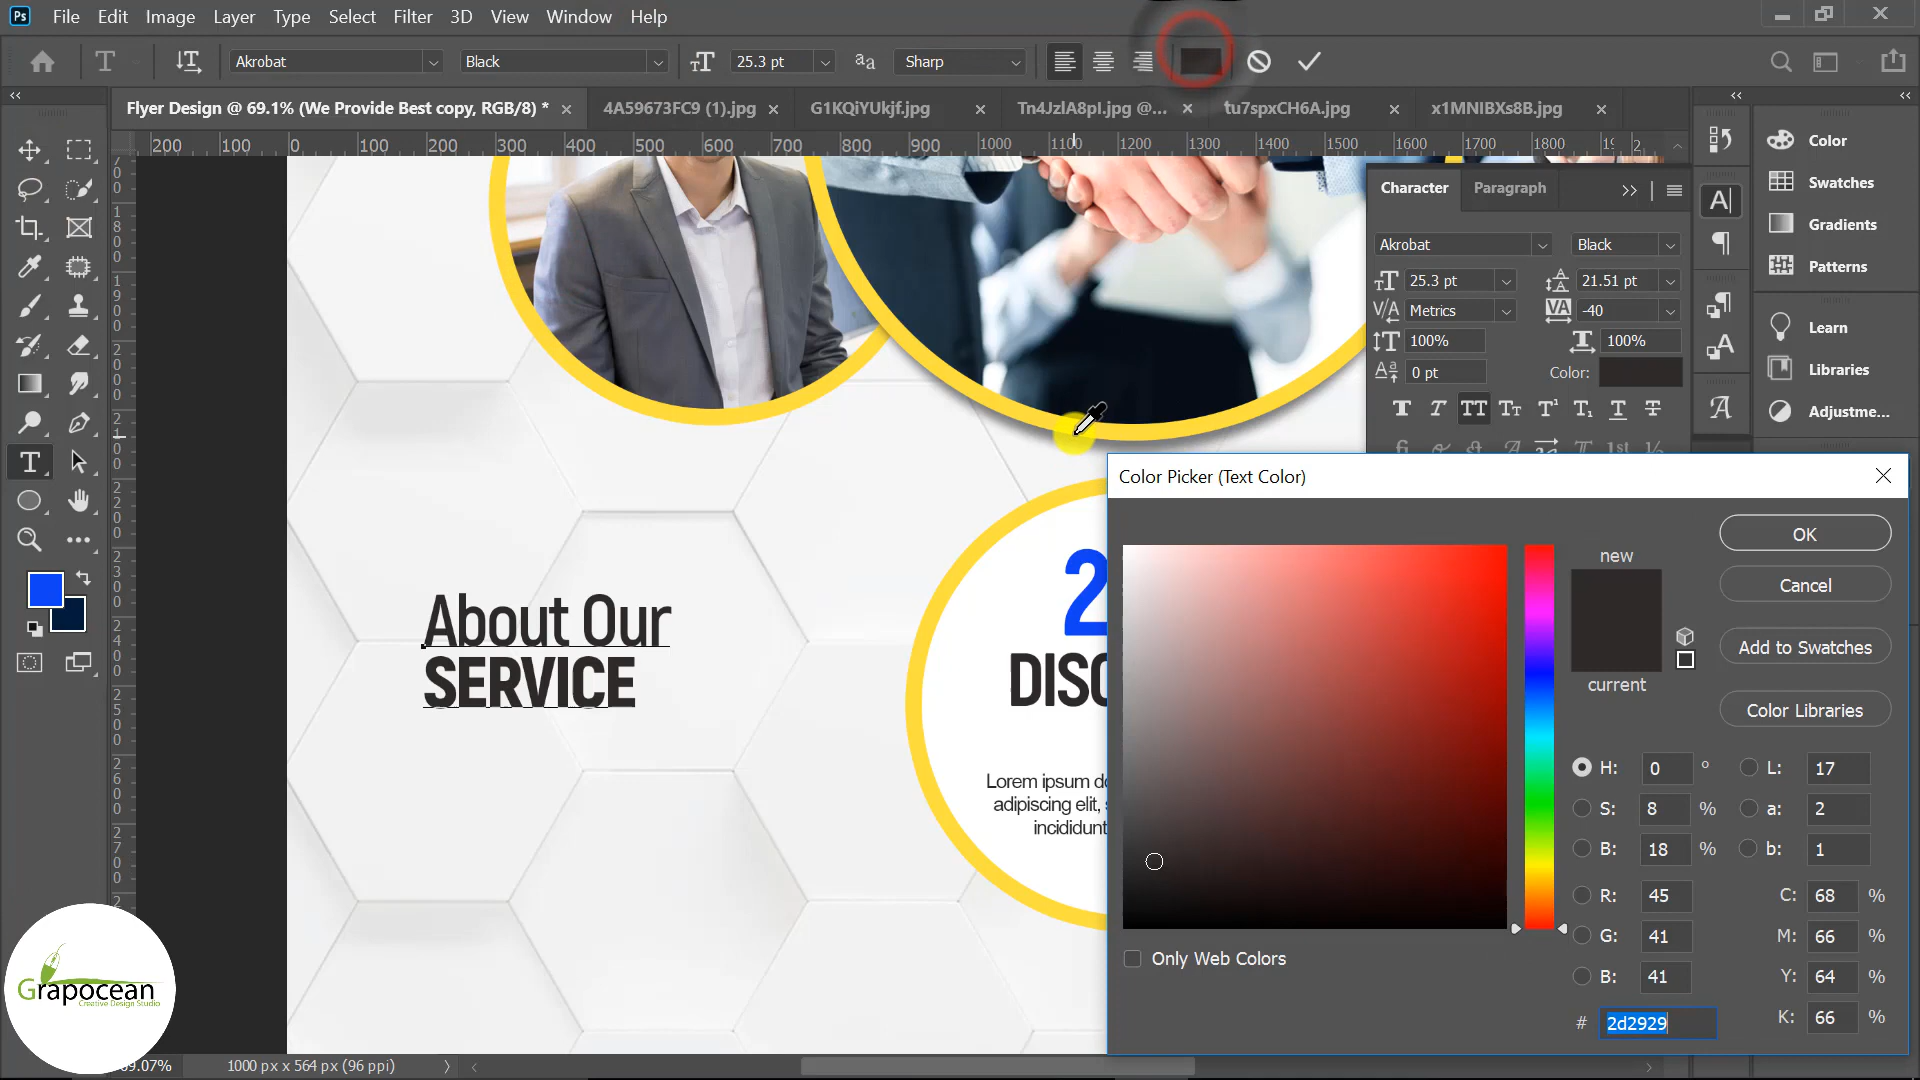 Ps File Edit Image Layer Type Select Filter 3D View Window Help
Akrobat Black 25.3 pt aa Sharp
Flyer Design @ 69.1% (We Provide Best copy, RGB/8) * 4A59673FC9 (1).jpg G1KQiYUkjf.jpg Tn4JzlA8pI.jpg @... tu7spxCH6A.jpg x1MNIBXs8B.jpg
200 100 0 100 200 300 400 500 600 700 800 900 1000 1100 1200 1300 1400 1500 1600 1700 1800
Character Paragraph
Akrobat Black
25.3 pt 21.51 pt
Metrics -40
100% 100%
0 pt Color:
Color
Swatches
Gradients
Patterns
Learn
Libraries
Adjustme...
About Our
SERVICE
2
DISC
Lorem ipsum do
adipiscing elit, s
incididunt
Color Picker (Text Color)
new
current
OK
Cancel
Add to Swatches
Color Libraries
H: 0 ° L: 17
S: 8 % a: 2
B: 18 % b: 1
R: 45 C: 68 %
G: 41 M: 66 %
B: 41 Y: 64 %
# 2d2929 K: 66 %
Only Web Colors
Grapocean
Creative Design Studio
9.07% 1000 px x 564 px (96 ppi)